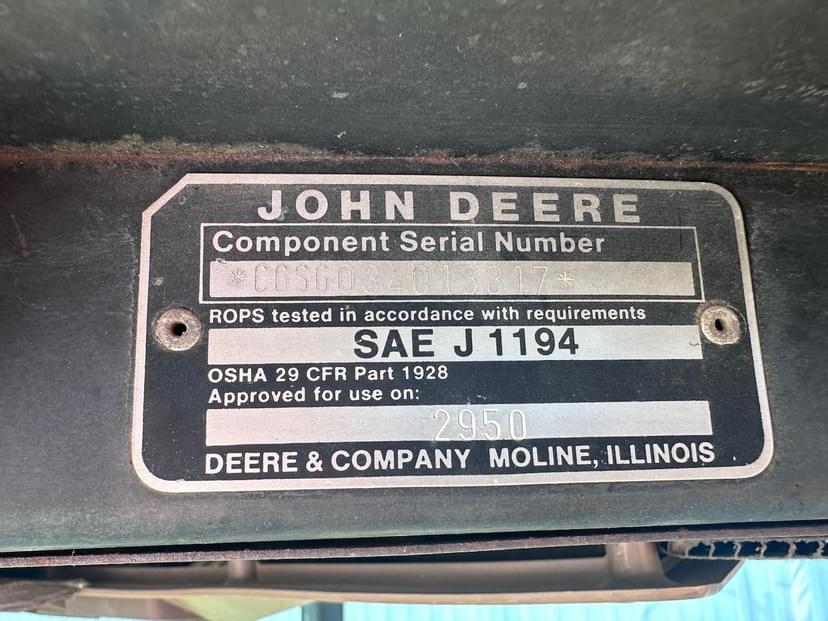 JOHN DEERE
Component Serial Number
*CGSG034013817*
ROPS tested in accordance with requirements
SAE J 1194
OSHA 29 CFR Part 1928
Approved for use on:
2950
DEERE & COMPANY MOLINE, ILLINOIS